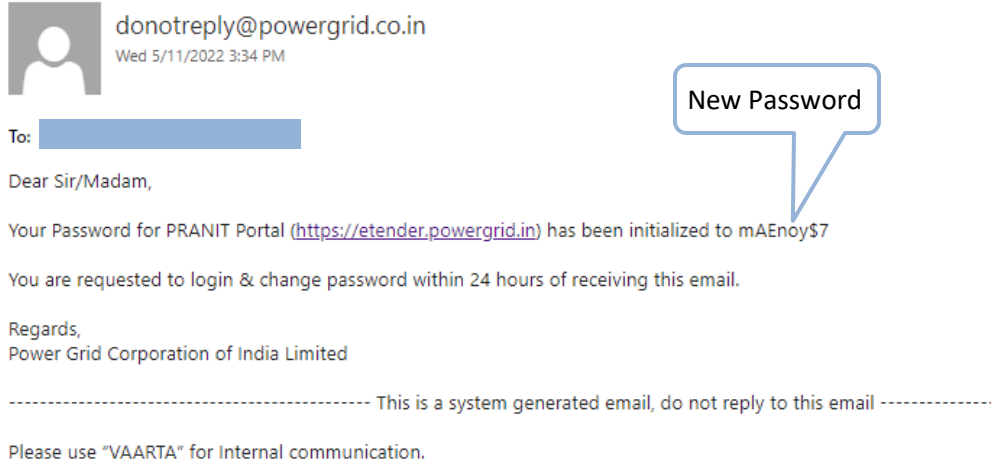 donotreply@powergrid.co.in
Wed 5/11/2022 3:34 PM
New Password
To:
Dear Sir/Madam,
Your Password for PRANIT Portal (https://etender.powergrid.in) has been initialized to mAEnoy$7
You are requested to login & change password within 24 hours of receiving this email.
Regards,
Power Grid Corporation of India Limited
----------------------------------------------- This is a system generated email, do not reply to this email ---------------
Please use “VAARTA” for Internal communication.